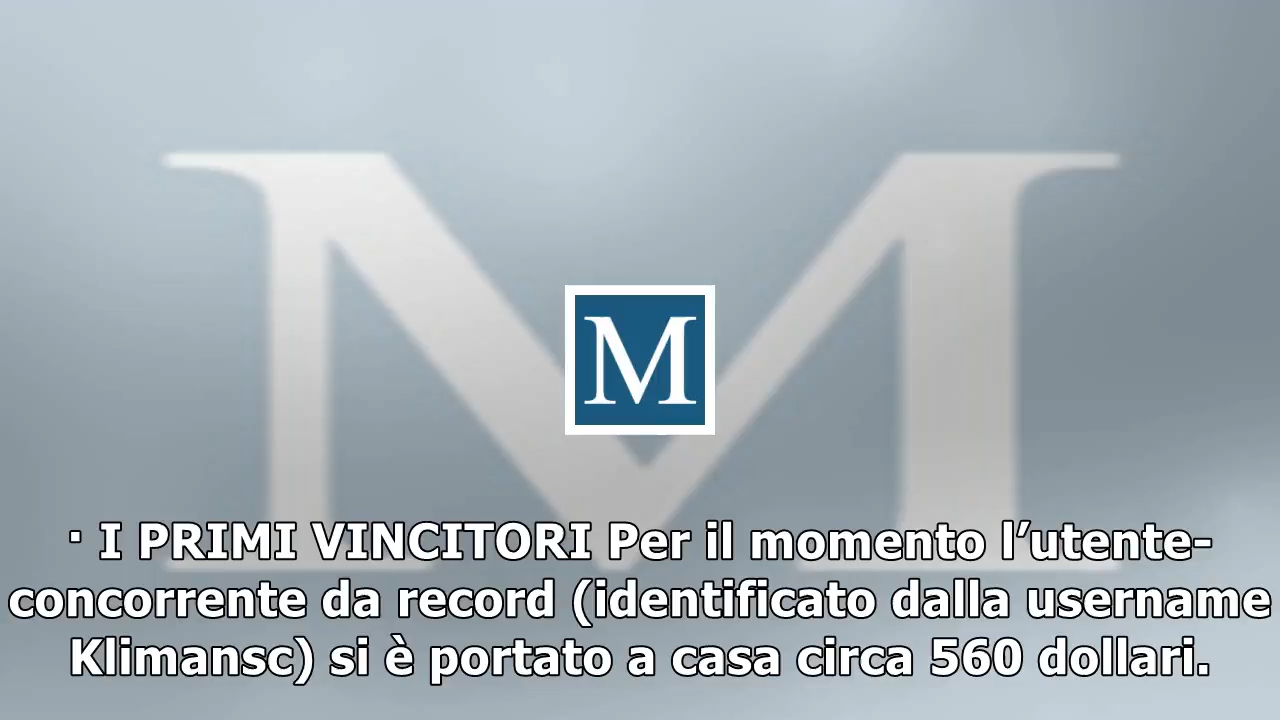 M
M
· I PRIMI VINCITORI Per il momento l’utente-
concorrente da record (identificato dalla username
Klimansc) si è portato a casa circa 560 dollari.